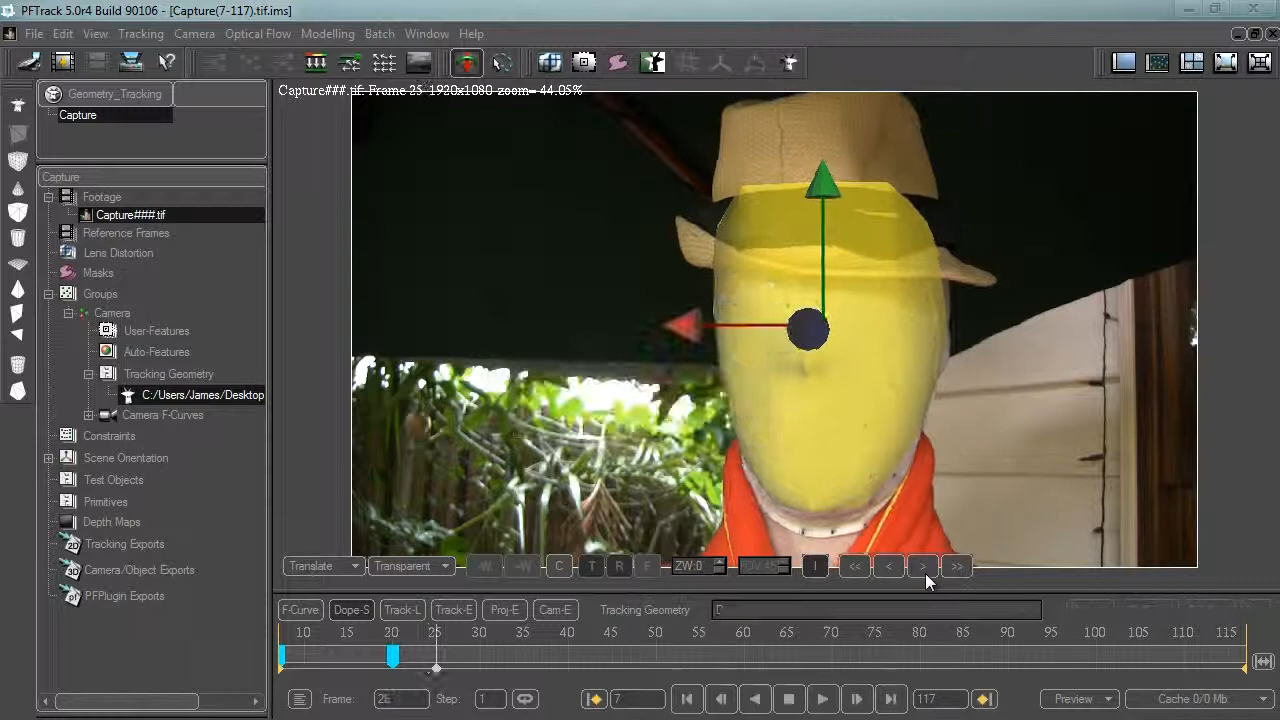 PFTrack 5.0r4 Build 90106 - [Capture(7-117).tif.ims]
File Edit View Tracking Camera Optical Flow Modelling Batch Window Help
Geometry_Tracking
Capture
Capture###.tif: Frame 25 1920x1080 zoom= 44.05%
Capture
Footage
Capture###.tif
Reference Frames
Lens Distortion
Masks
Groups
Camera
User-Features
Auto-Features
Tracking Geometry
C:/Users/James/Desktop
Camera F-Curves
Constraints
Scene Orientation
Test Objects
Primitives
Depth Maps
Tracking Exports
Camera/Object Exports
PFPlugin Exports
Translate Transparent C T R F ZW:0 I << < > >>
F-Curve Dope-S Track-L Track-E Proj-E Cam-E Tracking Geometry
10 15 20 25 30 35 40 45 50 55 60 65 70 75 80 85 90 95 100 105 110 115
Frame: Step: 1 7 117 Preview Cache 0/0 Mb